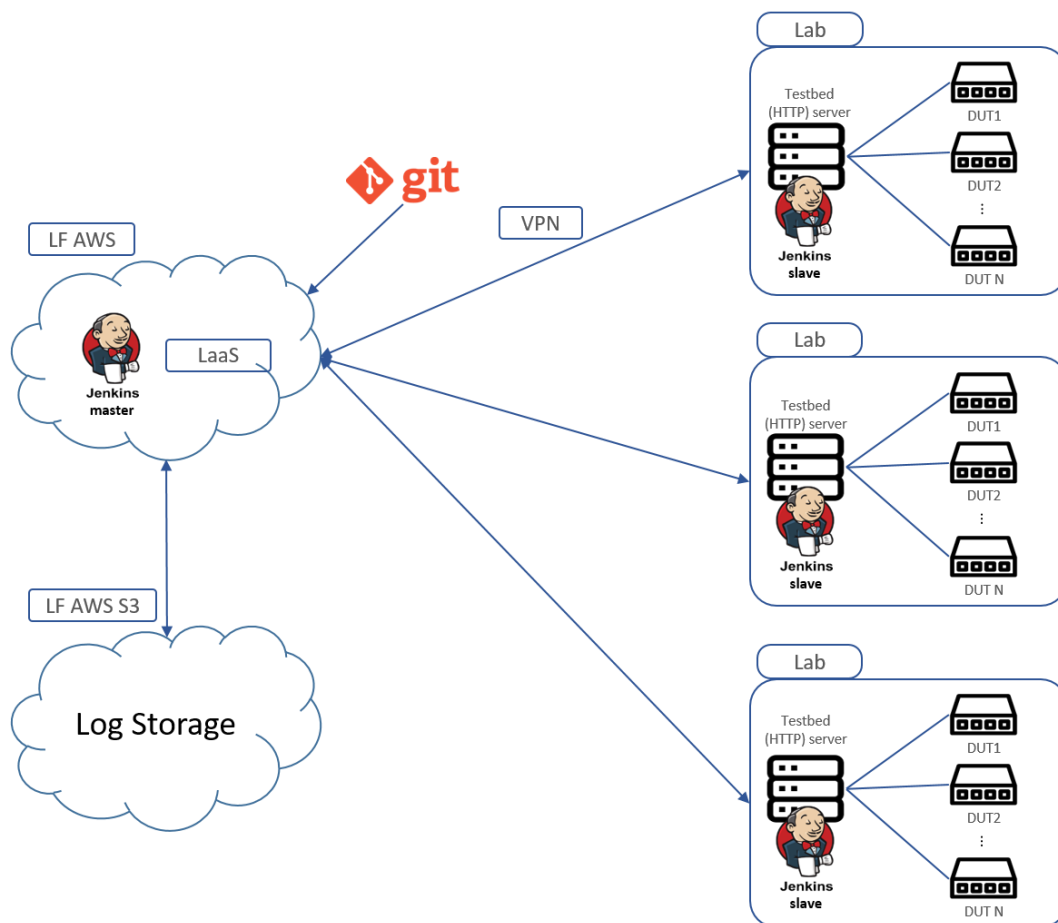 git
VPN
LF AWS
LaaS
Jenkins
master
LF AWS S3
Log Storage
Lab
Testbed
(HTTP) server
Jenkins
slave
DUT1
DUT2
...
DUT N
Lab
Testbed
(HTTP) server
Jenkins
slave
DUT1
DUT2
...
DUT N
Lab
Testbed
(HTTP) server
Jenkins
slave
DUT1
DUT2
...
DUT N